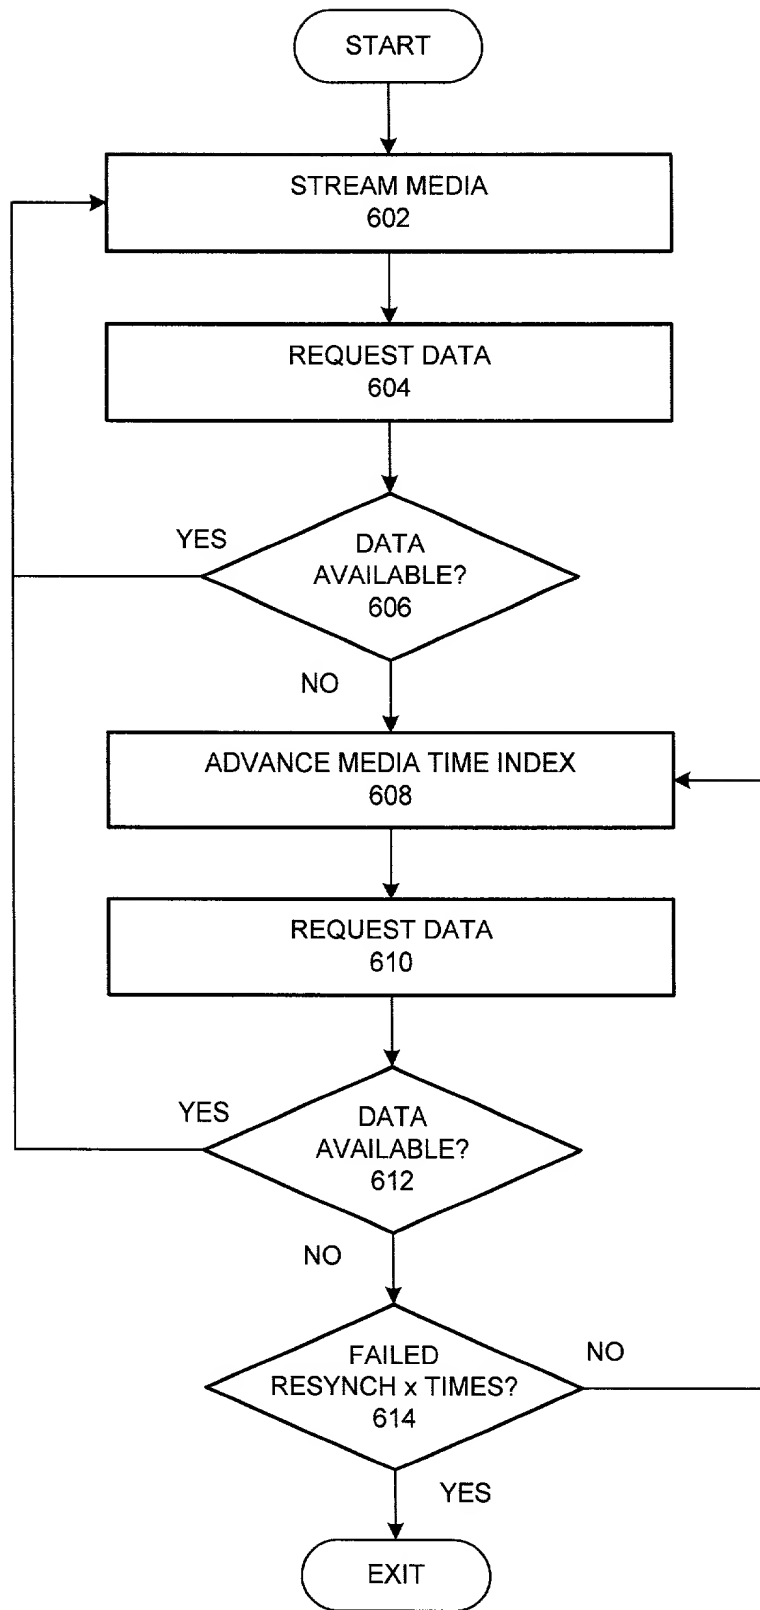 START
STREAM MEDIA
602
REQUEST DATA
604
YES
DATA
AVAILABLE?
606
NO
ADVANCE MEDIA TIME INDEX
608
REQUEST DATA
610
YES
DATA
AVAILABLE?
612
NO
FAILED
RESYNCH x TIMES?
614
NO
YES
EXIT